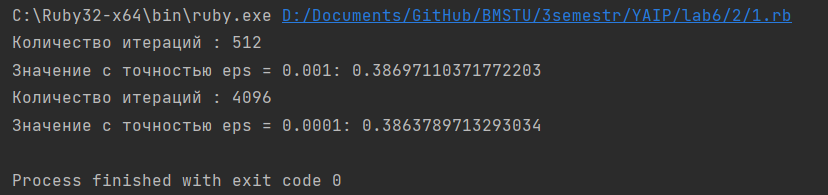 C:\Ruby32-x64\bin\ruby.exe D:/Documents/GitHub/BMSTU/3semestr/YAIP/lab6/2/1.rb
Количество итераций : 512
Значение с точностью eps = 0.001: 0.38697110371772203
Количество итераций : 4096
Значение с точностью eps = 0.0001: 0.3863789713293034
Process finished with exit code 0